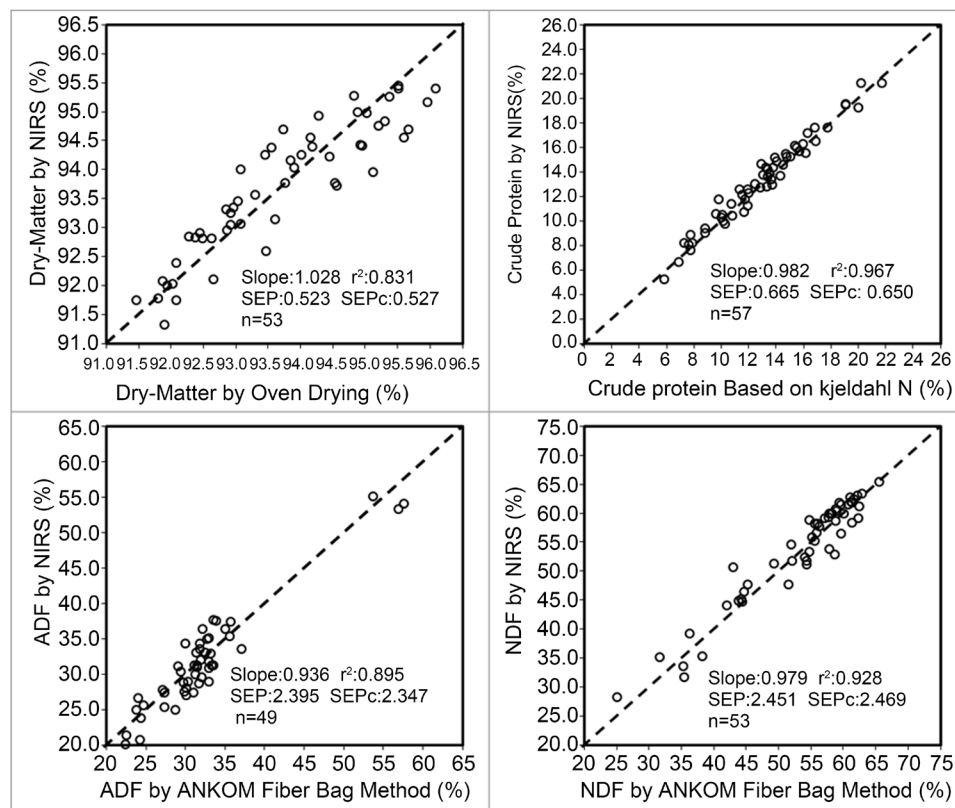 96.5
96.0
95.5
95.0
94.5
94.0
93.5
93.0
92.5
92.0
91.5
91.0
Dry-Matter by NIRS (%)
Slope:1.028 r²:0.831
SEP:0.523 SEPc:0.527
n=53
91.0 91.5 92.0 92.5 93.0 93.5 94.0 94.5 95.0 95.5 96.0 96.5
Dry-Matter by Oven Drying (%)
26.0
24.0
22.0
20.0
18.0
16.0
14.0
12.0
10.0
8.0
6.0
4.0
2.0
0.0
Crude Protein by NIRS(%)
Slope:0.982 r²:0.967
SEP:0.665 SEPc: 0.650
n=57
0 2 4 6 8 10 12 14 16 18 20 22 24 26
Crude protein Based on kjeldahl N (%)
65.0
60.0
55.0
50.0
45.0
40.0
35.0
30.0
25.0
20.0
ADF by NIRS (%)
Slope:0.936 r²:0.895
SEP:2.395 SEPc:2.347
n=49
20 25 30 35 40 45 50 55 60 65
ADF by ANKOM Fiber Bag Method (%)
75.0
70.0
65.0
60.0
55.0
50.0
45.0
40.0
35.0
30.0
25.0
20.0
NDF by NIRS (%)
Slope:0.979 r²:0.928
SEP:2.451 SEPc:2.469
n=53
20 25 30 35 40 45 50 55 60 65 70 75
NDF by ANKOM Fiber Bag Method (%)